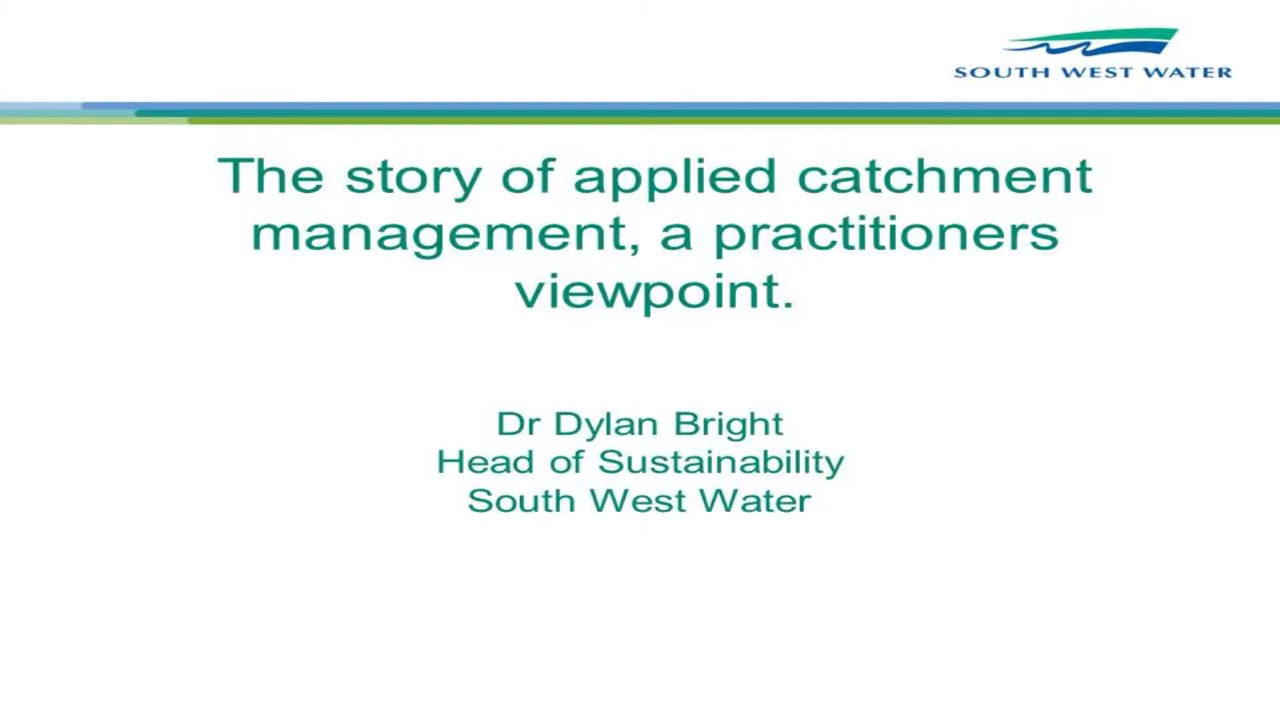 SOUTH WEST WATER
The story of applied catchment
management, a practitioners
viewpoint.
Dr Dylan Bright
Head of Sustainability
South West Water